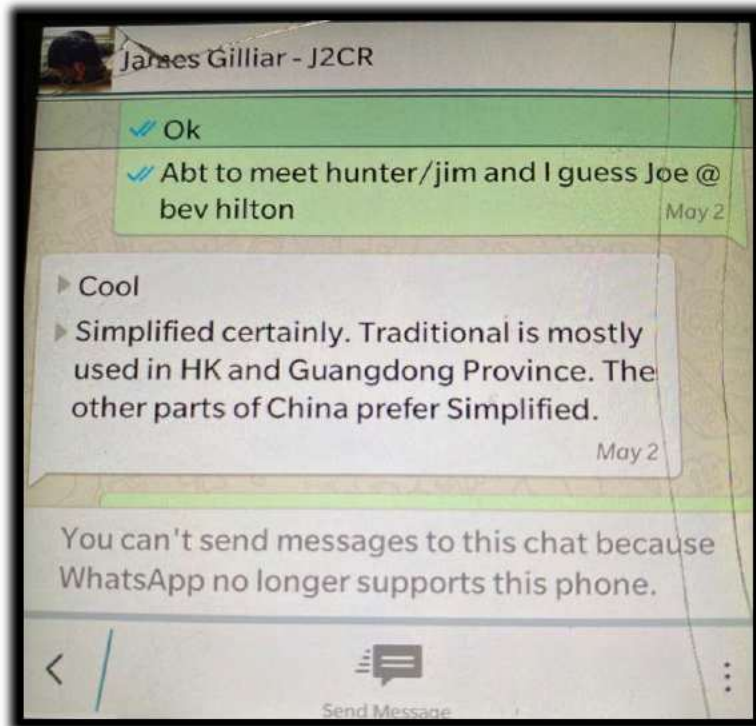 James Gilliar - J2CR
Ok
Abt to meet hunter/jim and I guess Joe @
bev hilton
May 2
Cool
Simplified certainly. Traditional is mostly
used in HK and Guangdong Province. The
other parts of China prefer Simplified.
May 2
You can't send messages to this chat because
WhatsApp no longer supports this phone.
Send Message